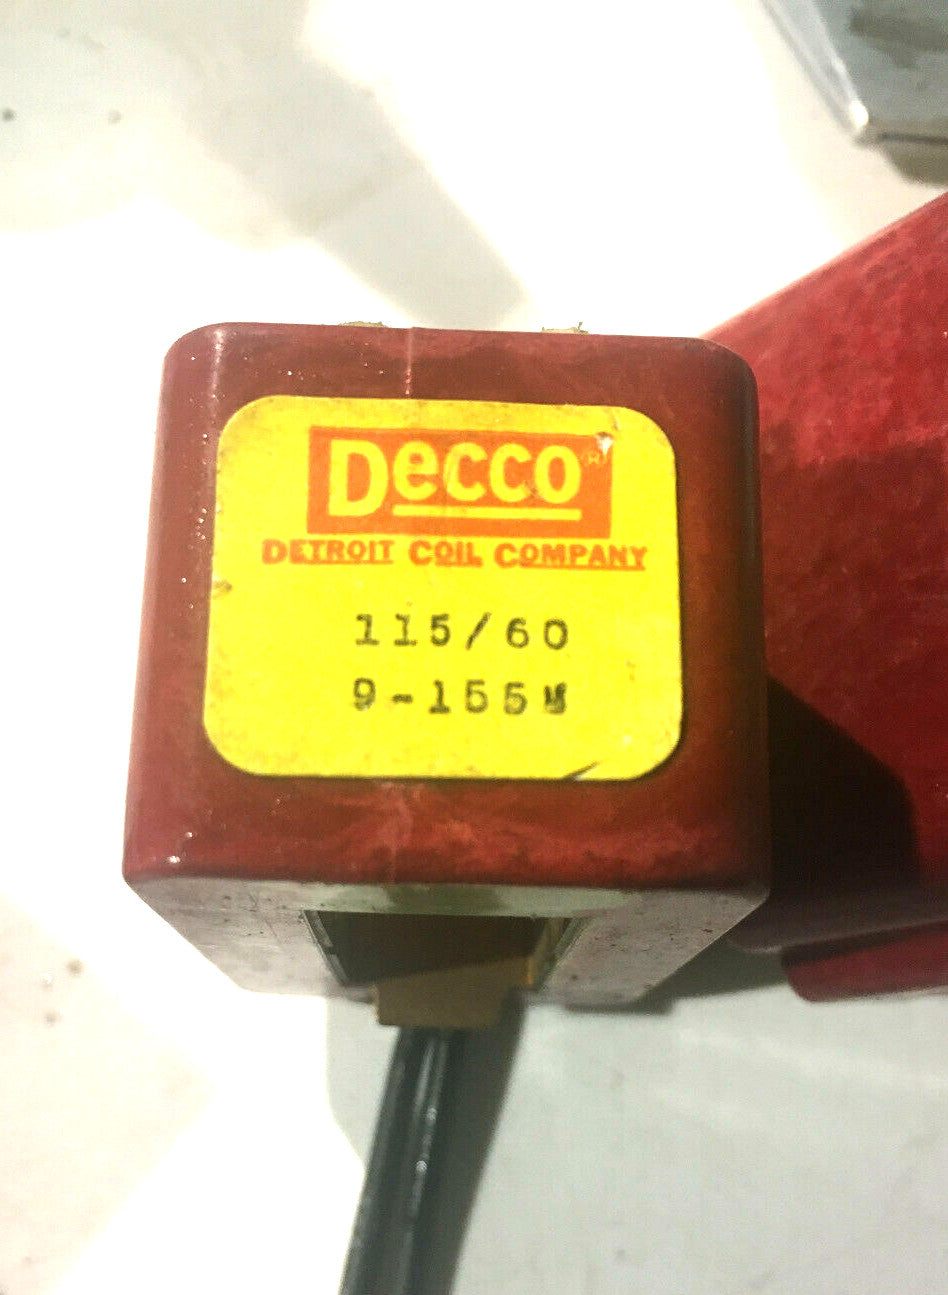 Decco®
DETROIT COIL COMPANY
115/60
9-155M